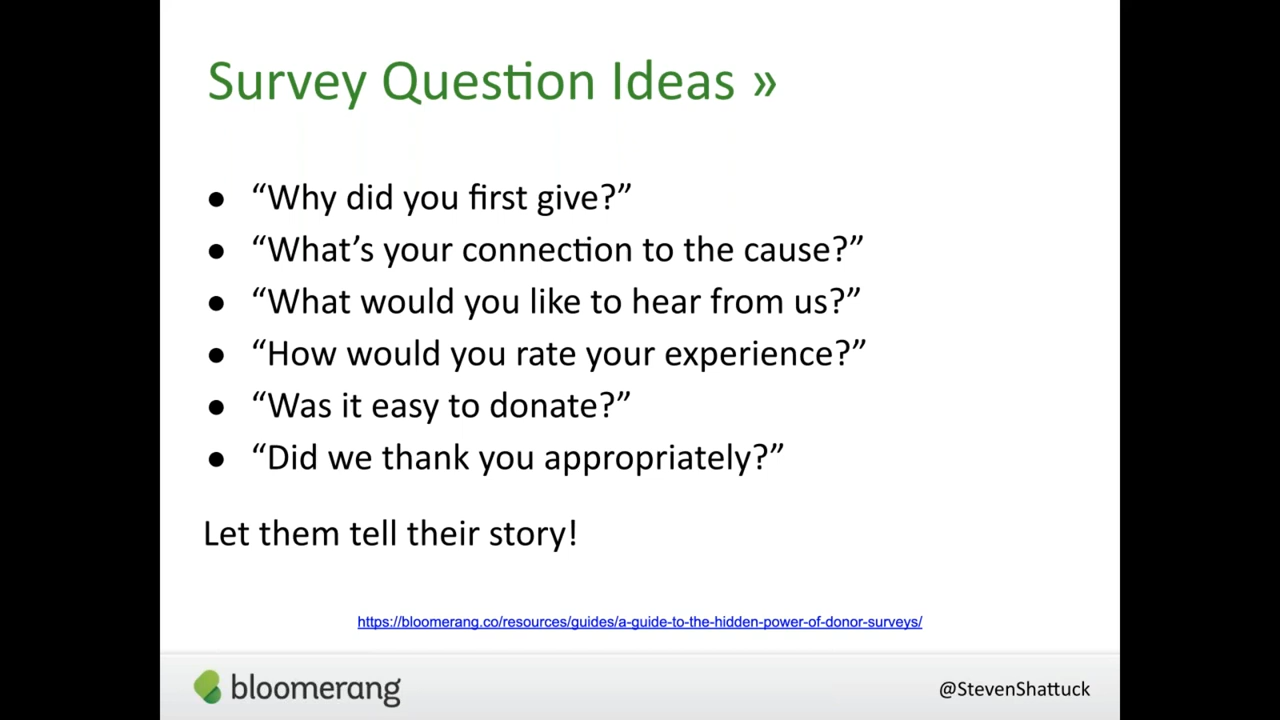 Survey Question Ideas »
● “Why did you first give?”
● “What’s your connection to the cause?”
● “What would you like to hear from us?”
● “How would you rate your experience?”
● “Was it easy to donate?”
● “Did we thank you appropriately?”
Let them tell their story!
https://bloomerang.co/resources/guides/a-guide-to-the-hidden-power-of-donor-surveys/
bloomerang
@StevenShattuck